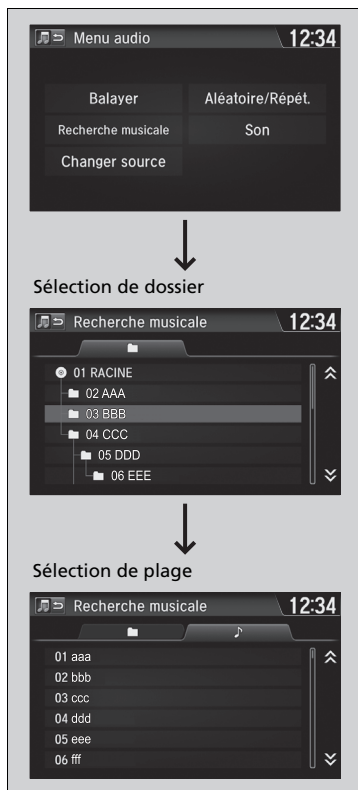 Menu audio 12:34
Balayer Aléatoire/Répét.
Recherche musicale Son
Changer source
Sélection de dossier
Recherche musicale 12:34
01 RACINE
02 AAA
03 BBB
04 CCC
05 DDD
06 EEE
Sélection de plage
Recherche musicale 12:34
01 aaa
02 bbb
03 ccc
04 ddd
05 eee
06 fff